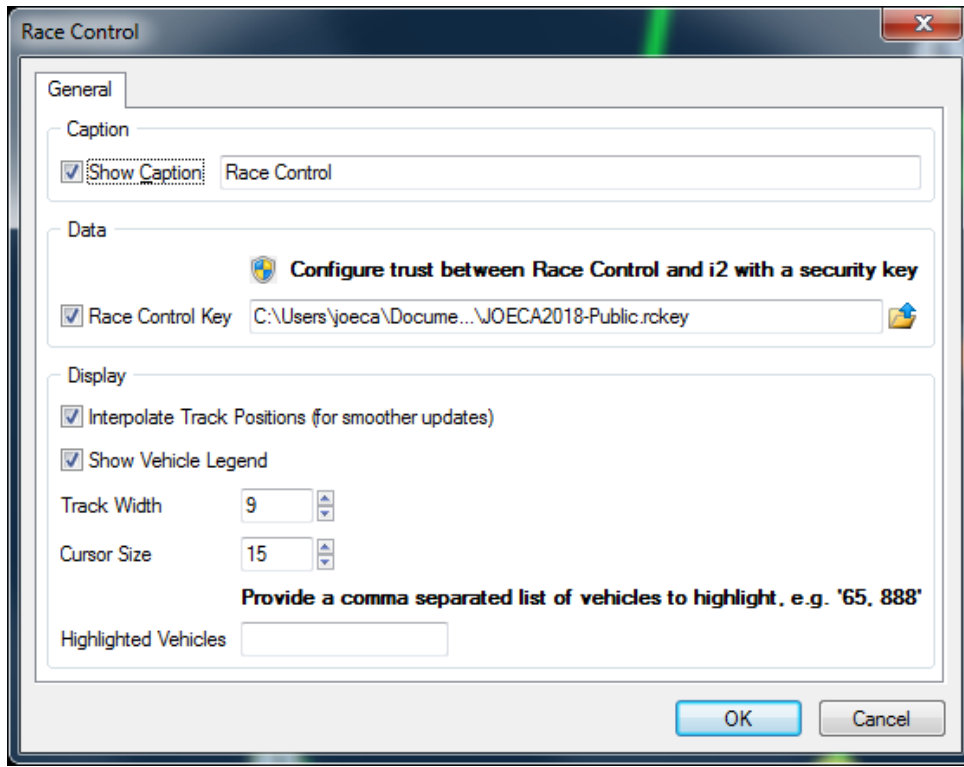 Race Control
General
Caption
Show Caption Race Control
Data
Configure trust between Race Control and i2 with a security key
Race Control Key C:\Users\joeca\Docume...\JOECA2018-Public.rckey
Display
Interpolate Track Positions (for smoother updates)
Show Vehicle Legend
Track Width 9
Cursor Size 15
Provide a comma separated list of vehicles to highlight, e.g. '65, 888'
Highlighted Vehicles
OK Cancel